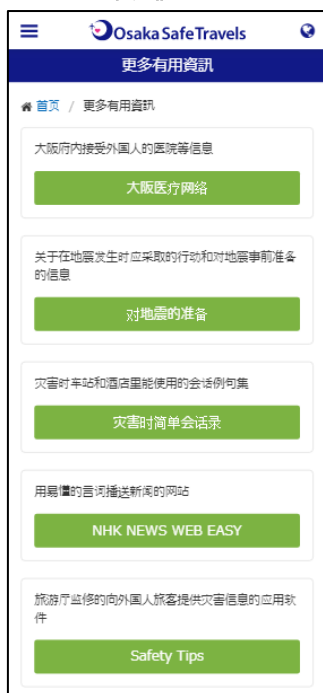 Osaka Safe Travels
更多有用資訊
首页 / 更多有用資訊
大阪府内接受外国人的医院等信息
大阪医疗网络
关于在地震发生时应采取的行动和对地震事前准备
的信息
对地震的准备
灾害时车站和酒店里能使用的会话例句集
灾害时简单会话录
用易懂的言词播送新闻的网站
NHK NEWS WEB EASY
旅游厅监修的向外国人旅客提供灾害信息的应用软
件
Safety Tips